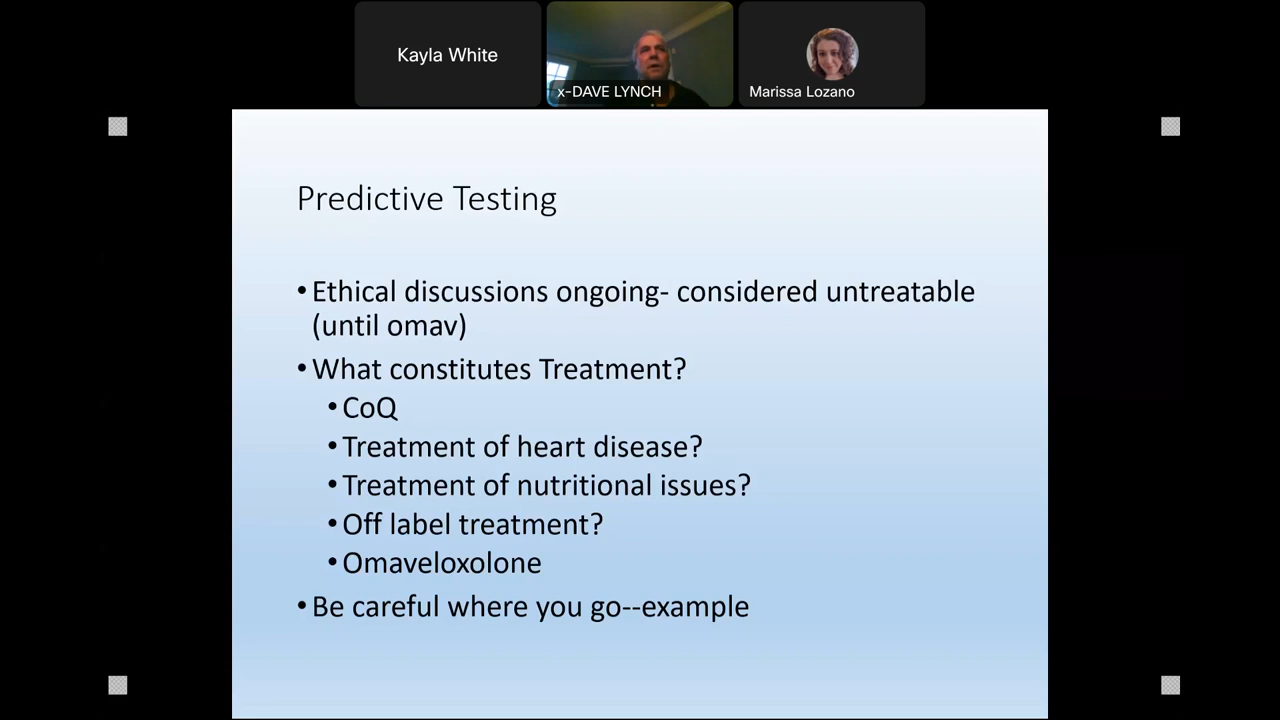 Kayla White
x-DAVE LYNCH
Marissa Lozano
Predictive Testing
•Ethical discussions ongoing- considered untreatable
(until omav)
•What constitutes Treatment?
•CoQ
•Treatment of heart disease?
•Treatment of nutritional issues?
•Off label treatment?
•Omaveloxolone
•Be careful where you go--example